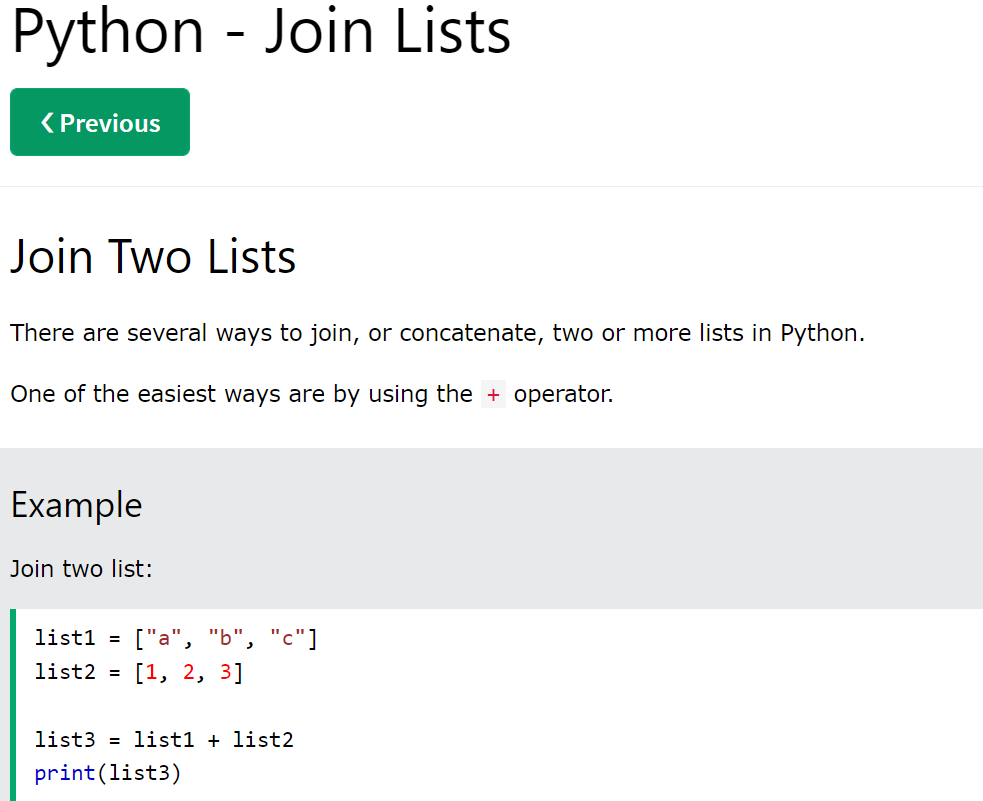 Python - Join Lists
❮ Previous
Join Two Lists
There are several ways to join, or concatenate, two or more lists in Python.
One of the easiest ways are by using the + operator.
Example
Join two list:
list1 = ["a", "b", "c"]
list2 = [1, 2, 3]
list3 = list1 + list2
print(list3)